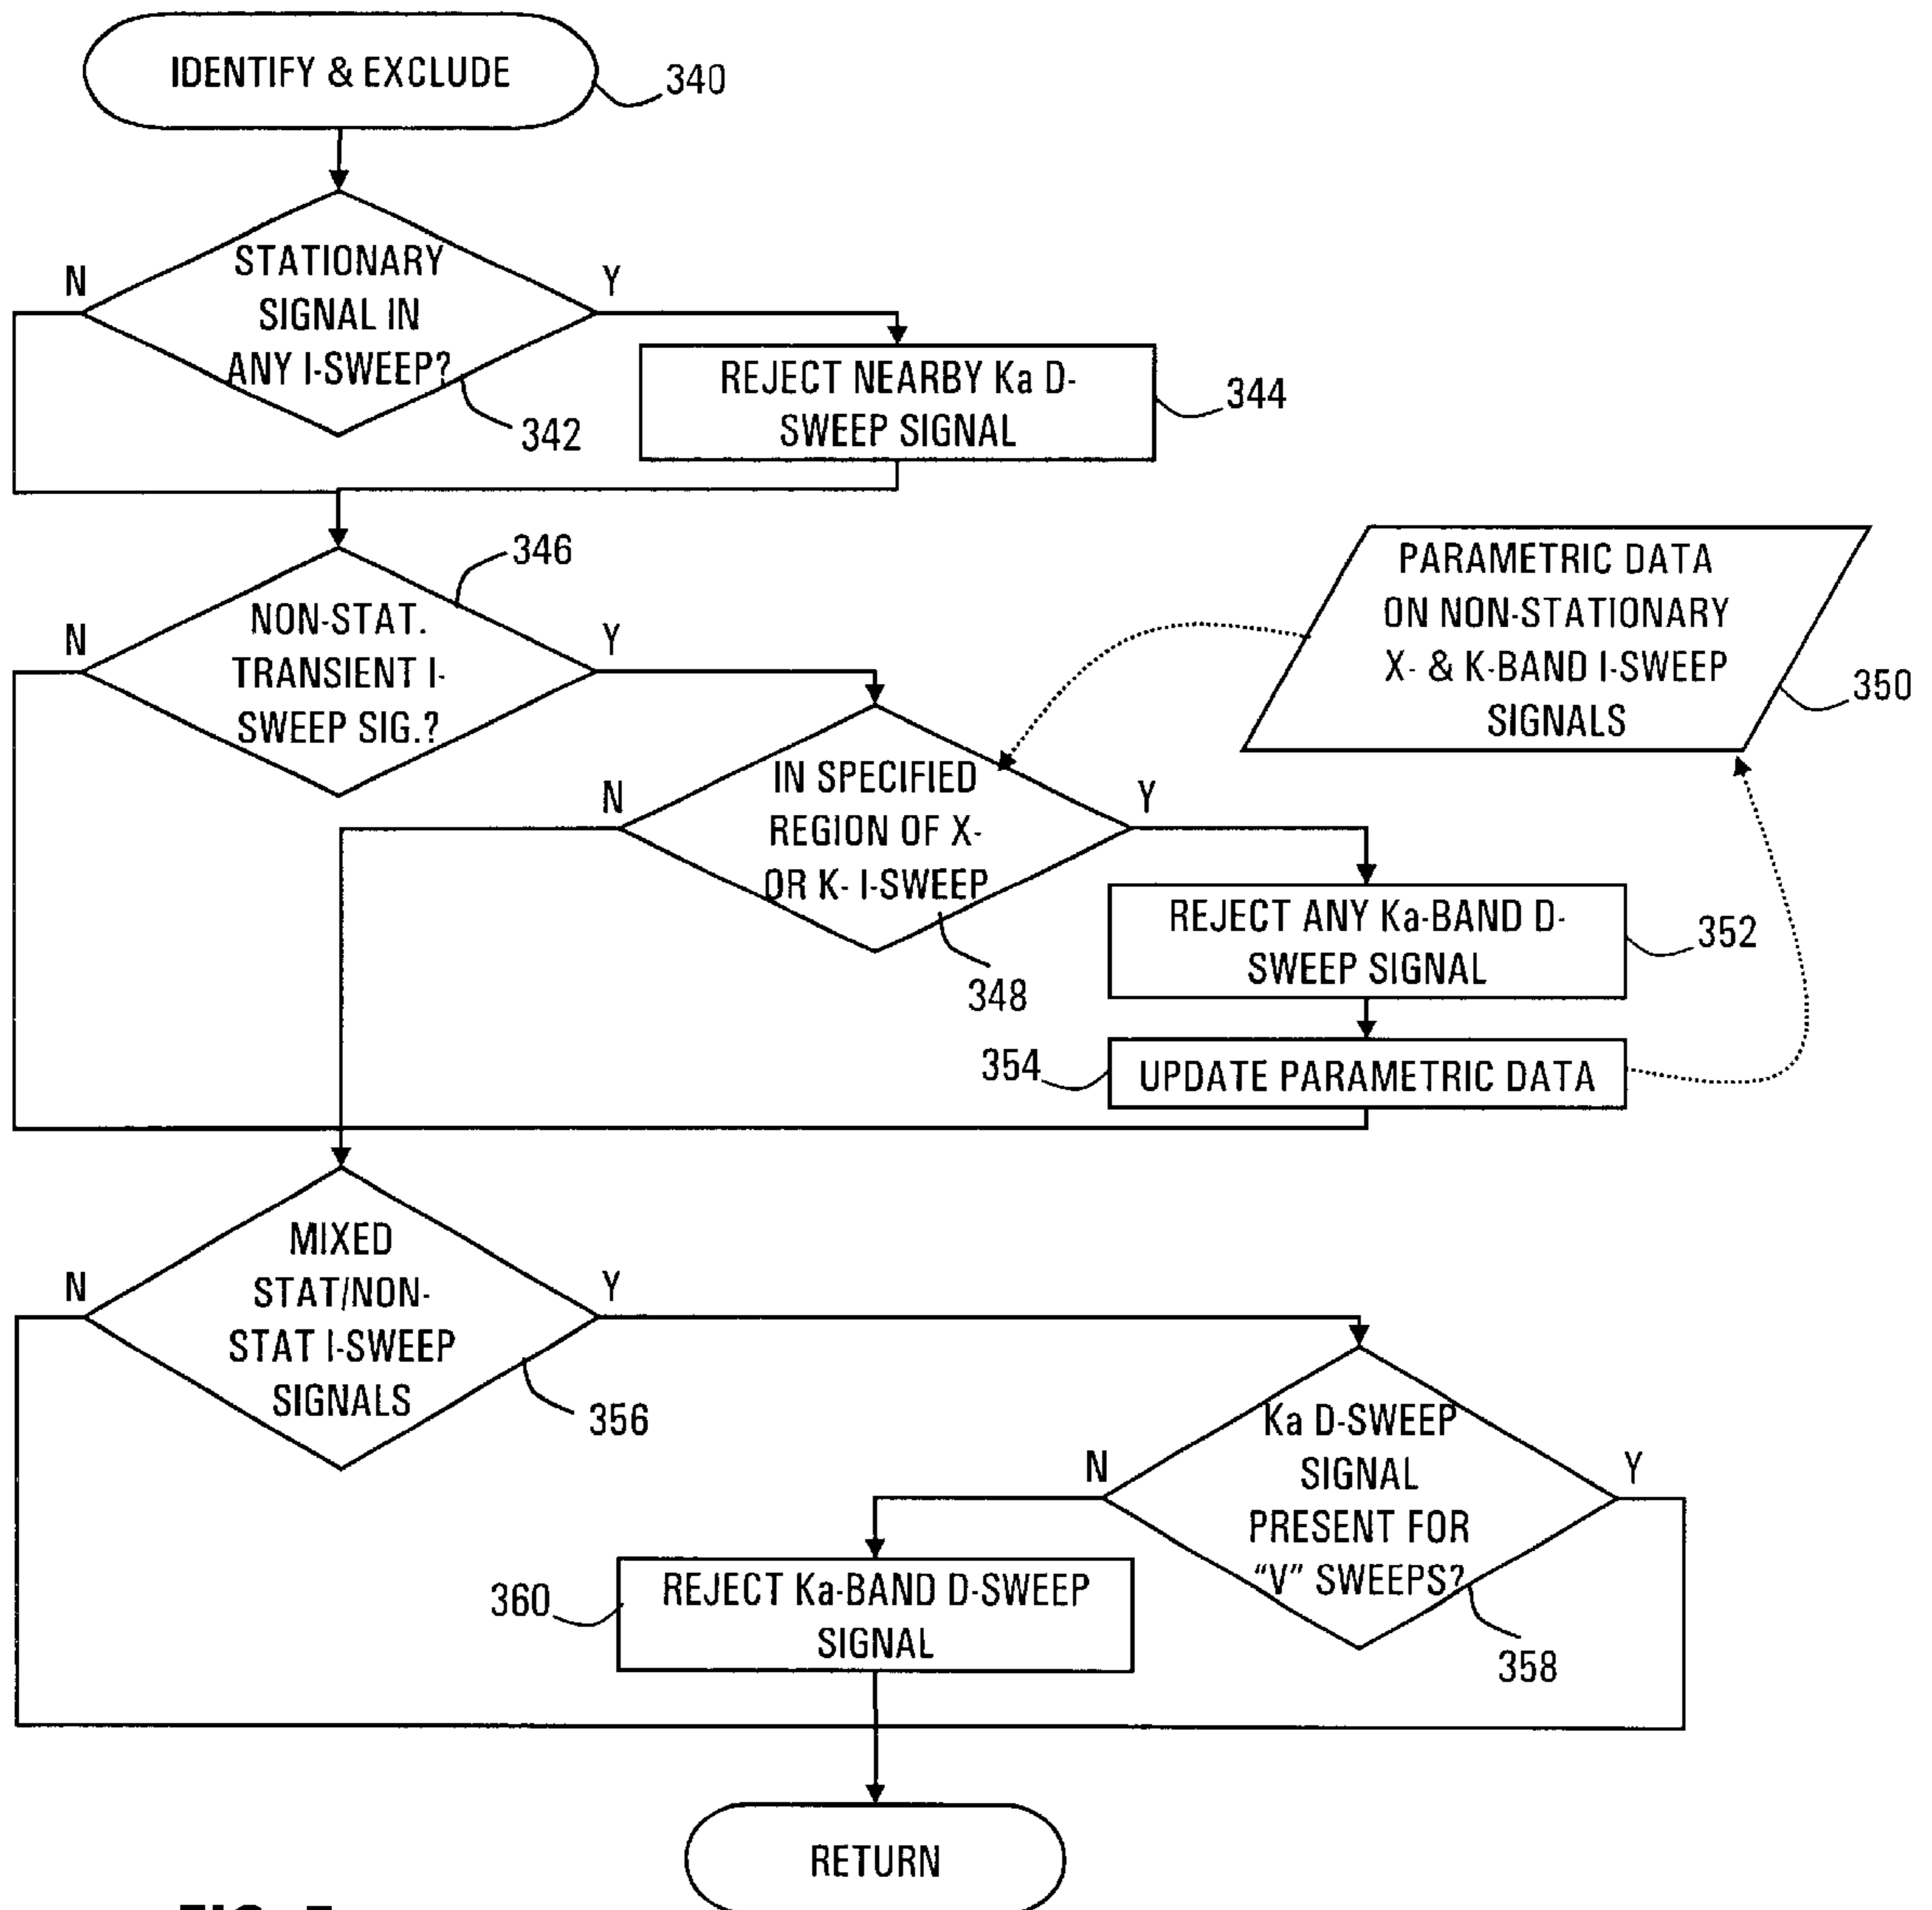 IDENTIFY & EXCLUDE
340
STATIONARY
SIGNAL IN
ANY I-SWEEP?
N
Y
342
REJECT NEARBY Ka D-
SWEEP SIGNAL
344
346
NON-STAT.
TRANSIENT I-
SWEEP SIG.?
N
Y
PARAMETRIC DATA
ON NON-STATIONARY
X- & K-BAND I-SWEEP
SIGNALS
350
IN SPECIFIED
REGION OF X-
OR K- I-SWEEP
N
Y
348
REJECT ANY Ka-BAND D-
SWEEP SIGNAL
352
354
UPDATE PARAMETRIC DATA
MIXED
STAT/NON-
STAT I-SWEEP
SIGNALS
N
Y
356
Ka D-SWEEP
SIGNAL
PRESENT FOR
“V” SWEEPS?
N
Y
358
360
REJECT Ka-BAND D-SWEEP
SIGNAL
RETURN